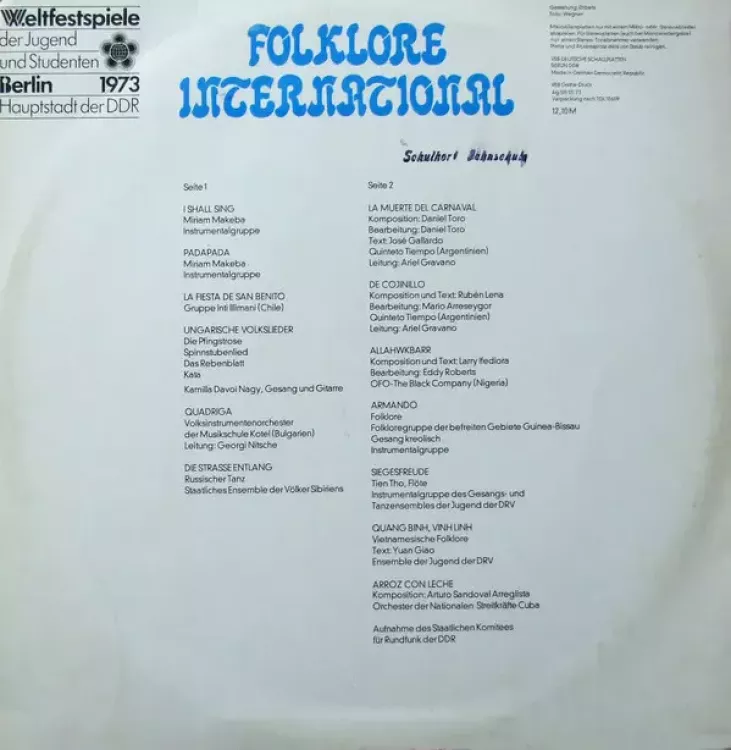 Weltfestspiele
der Jugend
und Studenten
Berlin 1973
Hauptstadt der DDR
FOLKLORE
INTERNATIONAL
VEB DEUTSCHE SCHALLPLATTEN
BERLIN DDR
Made in German Democratic Republic
12,10 M
Schulhort
Seite 1
I SHALL SING
Miriam Makeba
Instrumentalgruppe
PADAPADA
Miriam Makeba
Instrumentalgruppe
LA FIESTA DE SAN BENITO
Gruppe Inti Illimani (Chile)
UNGARISCHE VOLKSLIEDER
Die Pfingstrose
Spinnstubenlied
Das Rebenblatt
Kata
Kamilla Davoi Nagy, Gesang und Gitarre
QUADRIGA
Volksinstrumentenorchester
der Musikschule Kotel (Bulgarien)
Leitung: Georgi Nitsche
DIE STRASSE ENTLANG
Russischer Tanz
Staatliches Ensemble der Völker Sibiriens
Seite 2
LA MUERTE DEL CARNAVAL
Komposition: Daniel Toro
Bearbeitung: Daniel Toro
Text: José Gallardo
Quinteto Tiempo (Argentinien)
Leitung: Ariel Gravano
DE COJINILLO
Komposition und Text: Rubén Lena
Bearbeitung: Mario Arreseygor
Quinteto Tiempo (Argentinien)
Leitung: Ariel Gravano
ALLAHWKBARR
Komposition und Text: Larry Ifediora
Bearbeitung: Eddy Roberts
OFO-The Black Company (Nigeria)
ARMANDO
Folklore
Folkloregruppe der befreiten Gebiete Guinea-Bissau
Gesang kreolisch
Instrumentalgruppe
SIEGESFREUDE
Tien Tho, Flöte
Instrumentalgruppe des Gesangs- und
Tanzensembles der Jugend der DRV
QUANG BINH, VINH LINH
Vietnamesische Folklore
Text: Yuan Giao
Ensemble der Jugend der DRV
ARROZ CON LECHE
Komposition: Arturo Sandoval Arreglista
Orchester der Nationalen Streitkräfte Cuba
Aufnahme des Staatlichen Komitees
für Rundfunk der DDR